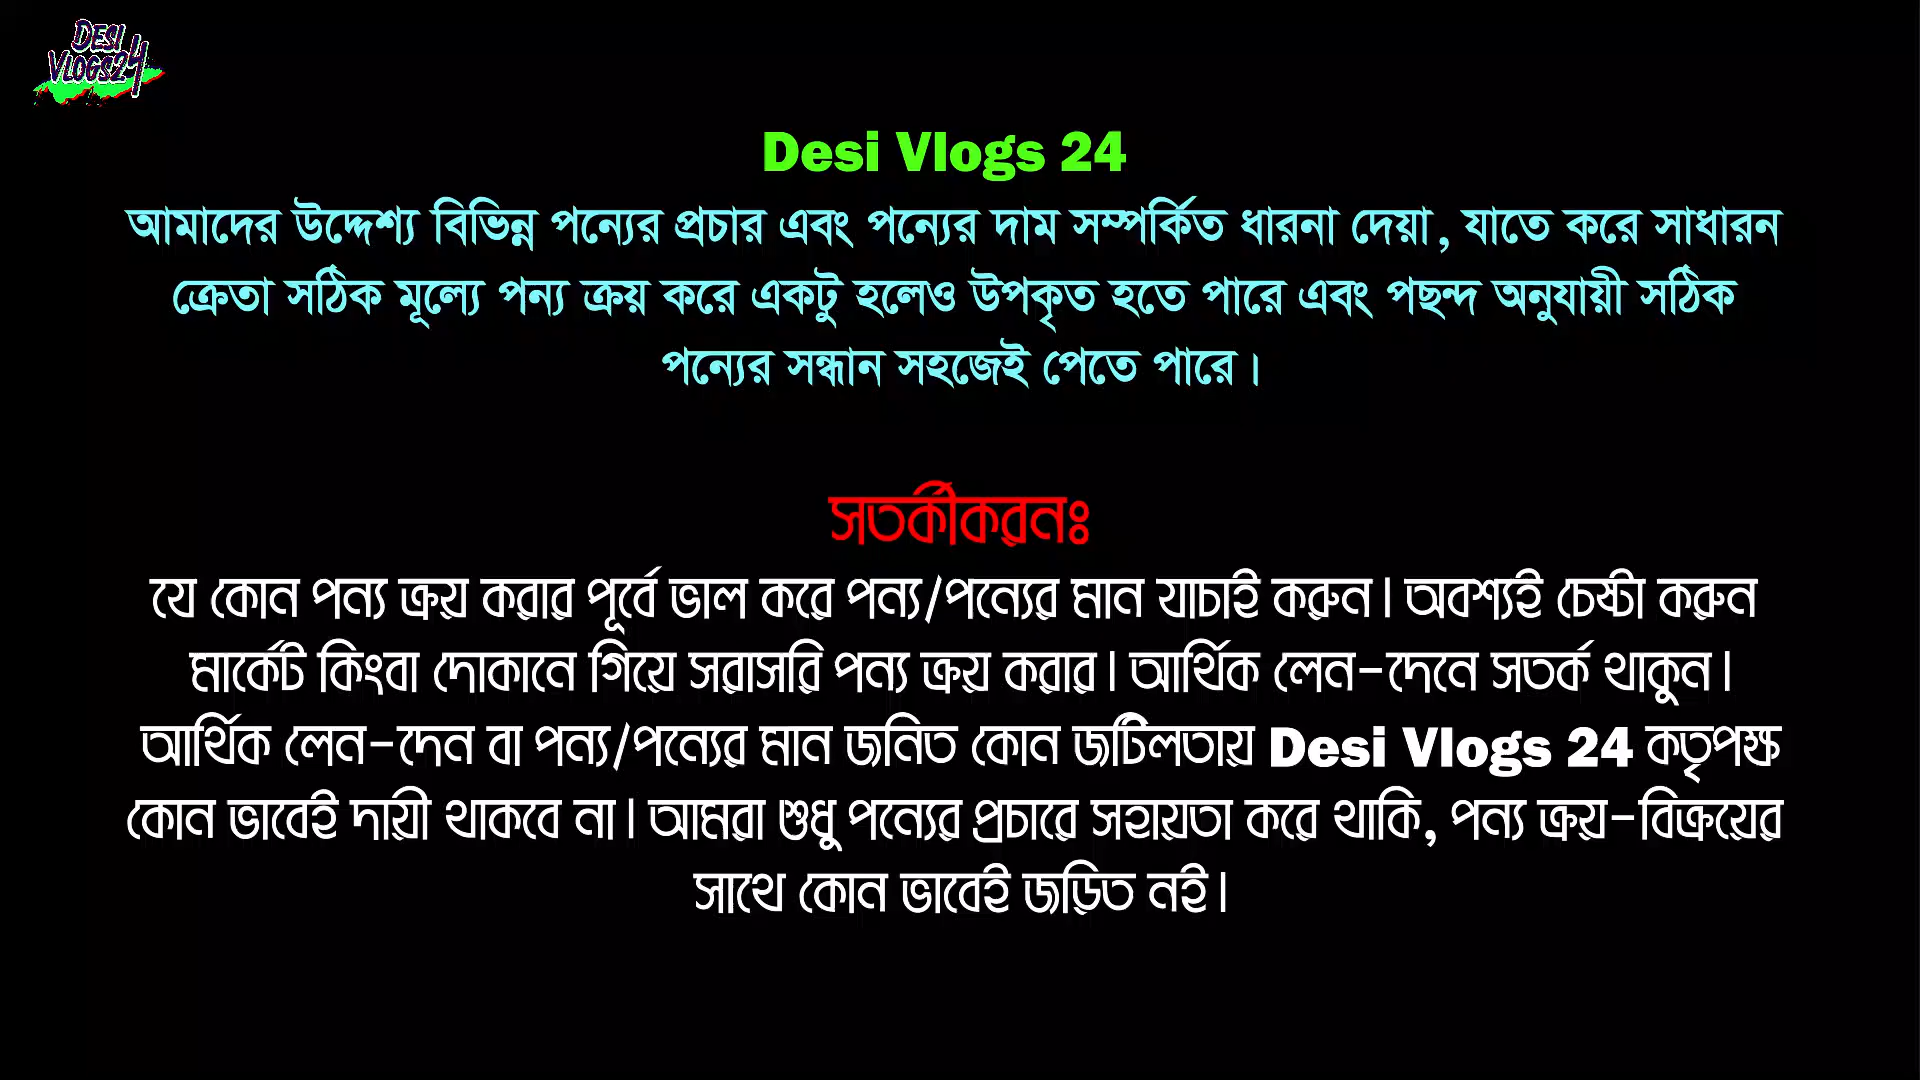 DESI
VLOGS24
Desi Vlogs 24
আমাদের উদ্দেশ্য বিভিন্ন পন্যের প্রচার এবং পন্যের দাম সম্পর্কিত ধারনা দেয়া, যাতে করে সাধারন
ক্রেতা সঠিক মূল্যে পন্য ক্রয় করে একটু হলেও উপকৃত হতে পারে এবং পছন্দ অনুযায়ী সঠিক
পন্যের সন্ধান সহজেই পেতে পারে।
সতর্কীকরনঃ
যে কোন পন্য ক্রয় করার পূর্বে ভাল করে পন্য/পন্যের মান যাচাই করুন। অবশ্যই চেষ্টা করুন
মার্কেট কিংবা দোকানে গিয়ে সরাসরি পন্য ক্রয় করার। আর্থিক লেন-দেনে সতর্ক থাকুন।
আর্থিক লেন-দেন বা পন্য/পন্যের মান জনিত কোন জটিলতায় Desi Vlogs 24 কতৃপক্ষ
কোন ভাবেই দায়ী থাকবে না। আমরা শুধু পন্যের প্রচারে সহায়তা করে থাকি, পন্য ক্রয়-বিক্রয়ের
সাথে কোন ভাবেই জড়িত নই।